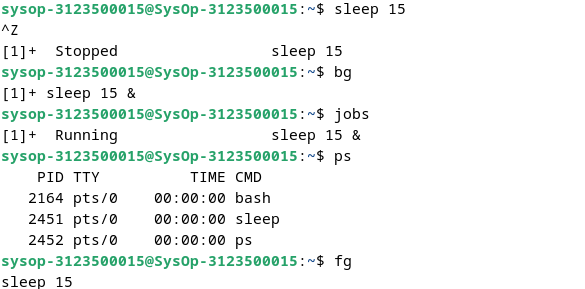 sysop-3123500015@SysOp-3123500015:~$ sleep 15
^Z
[1]+  Stopped                 sleep 15
sysop-3123500015@SysOp-3123500015:~$ bg
[1]+ sleep 15 &
sysop-3123500015@SysOp-3123500015:~$ jobs
[1]+  Running                 sleep 15 &
sysop-3123500015@SysOp-3123500015:~$ ps
    PID TTY          TIME CMD
   2164 pts/0    00:00:00 bash
   2451 pts/0    00:00:00 sleep
   2452 pts/0    00:00:00 ps
sysop-3123500015@SysOp-3123500015:~$ fg
sleep 15